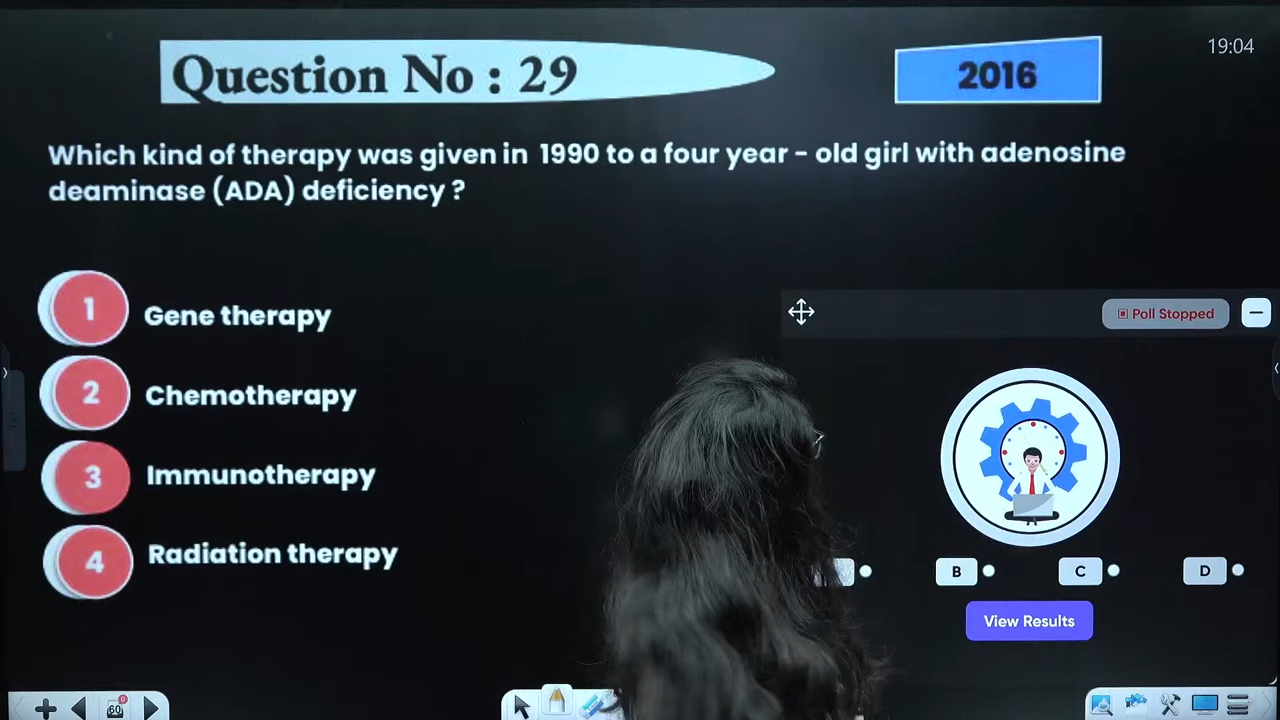 Question No : 29
2016
19:04
Which kind of therapy was given in 1990 to a four year - old girl with adenosine
deaminase (ADA) deficiency ?
1 Gene therapy
2 Chemotherapy
3 Immunotherapy
4 Radiation therapy
Poll Stopped
B
C
D
View Results
60